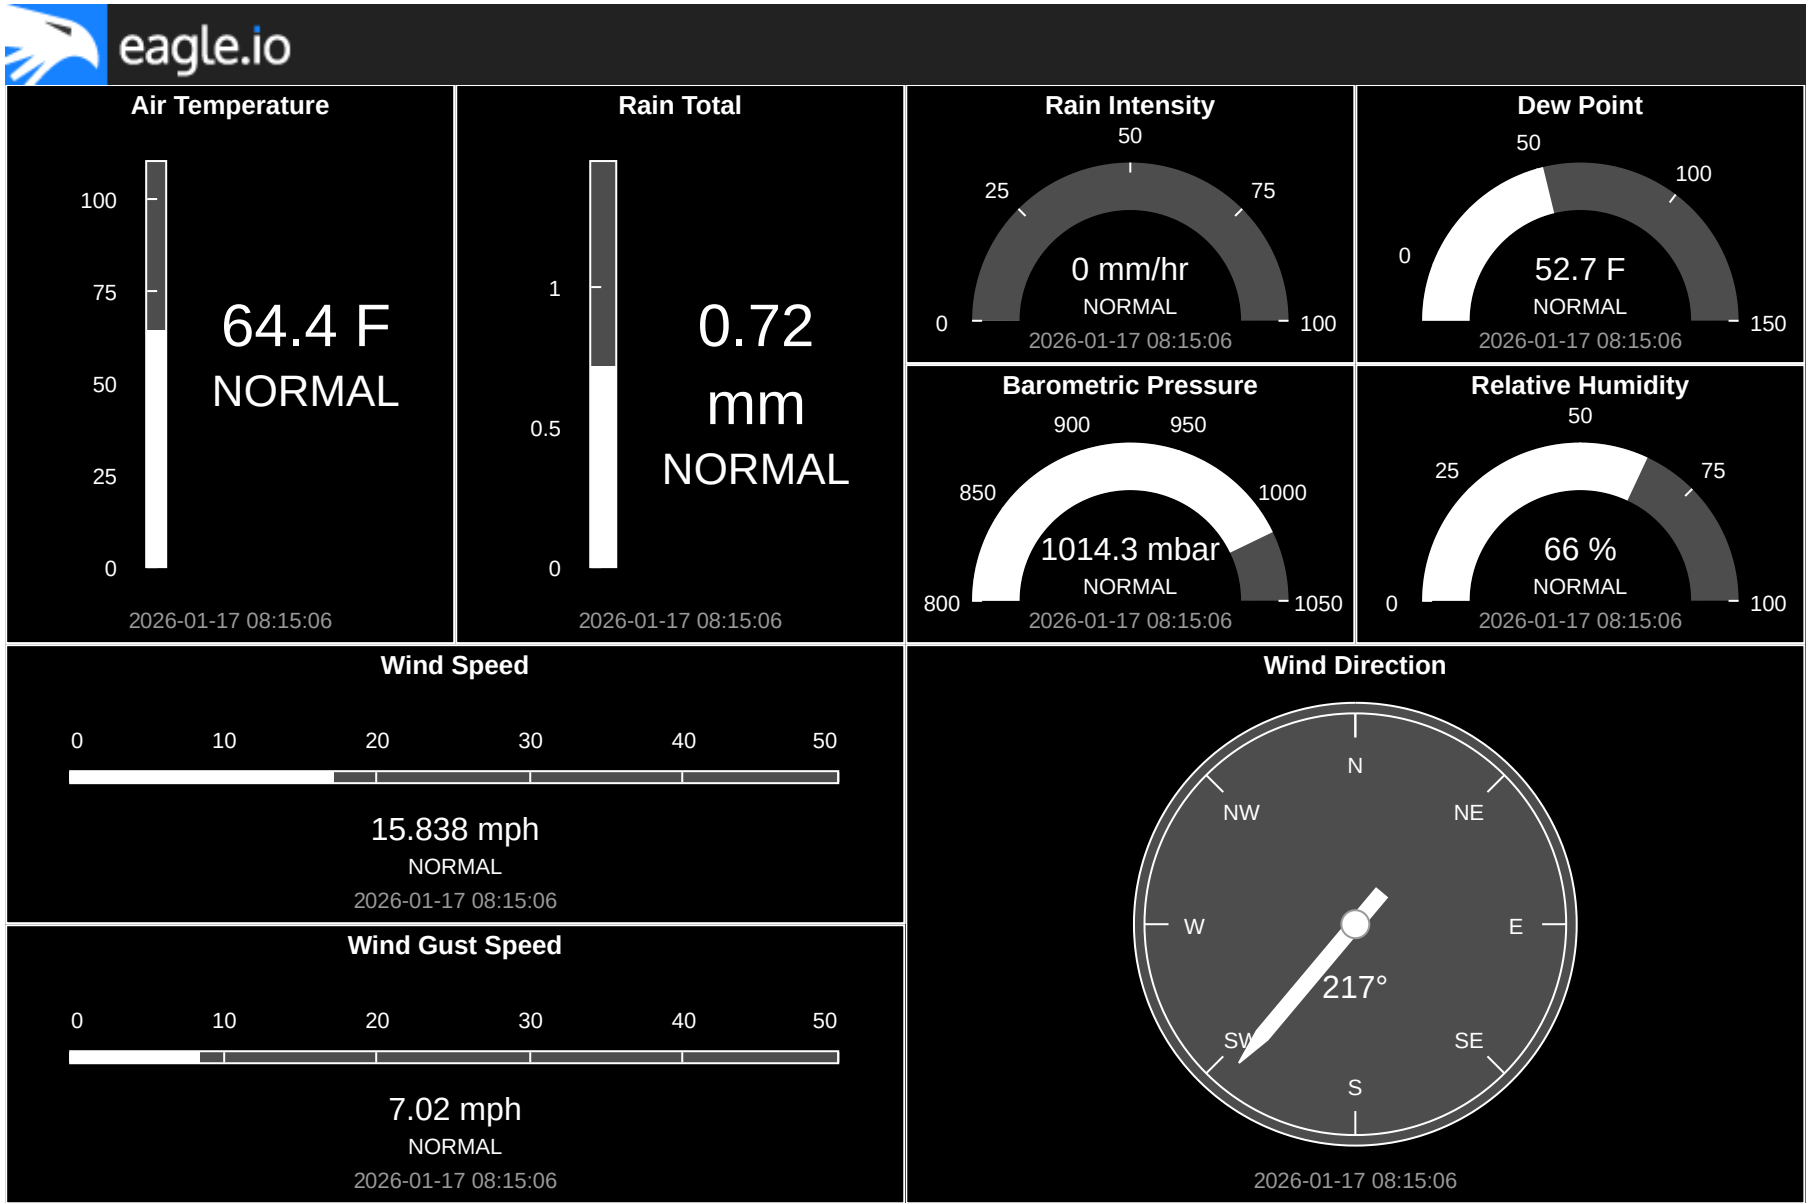 eagle.io
Air Temperature
100
75
50
25
0
64.4 F
NORMAL
2026-01-17 08:15:06
Rain Total
1
0.5
0
0.72
mm
NORMAL
2026-01-17 08:15:06
Rain Intensity
0
25
50
75
100
0 mm/hr
NORMAL
2026-01-17 08:15:06
Dew Point
0
50
100
150
52.7 F
NORMAL
2026-01-17 08:15:06
Barometric Pressure
800
850
900
950
1000
1050
1014.3 mbar
NORMAL
2026-01-17 08:15:06
Relative Humidity
0
25
50
75
100
66 %
NORMAL
2026-01-17 08:15:06
Wind Speed
0 10 20 30 40 50
15.838 mph
NORMAL
2026-01-17 08:15:06
Wind Gust Speed
0 10 20 30 40 50
7.02 mph
NORMAL
2026-01-17 08:15:06
Wind Direction
N
NW NE
W E
217°
SW SE
S
2026-01-17 08:15:06